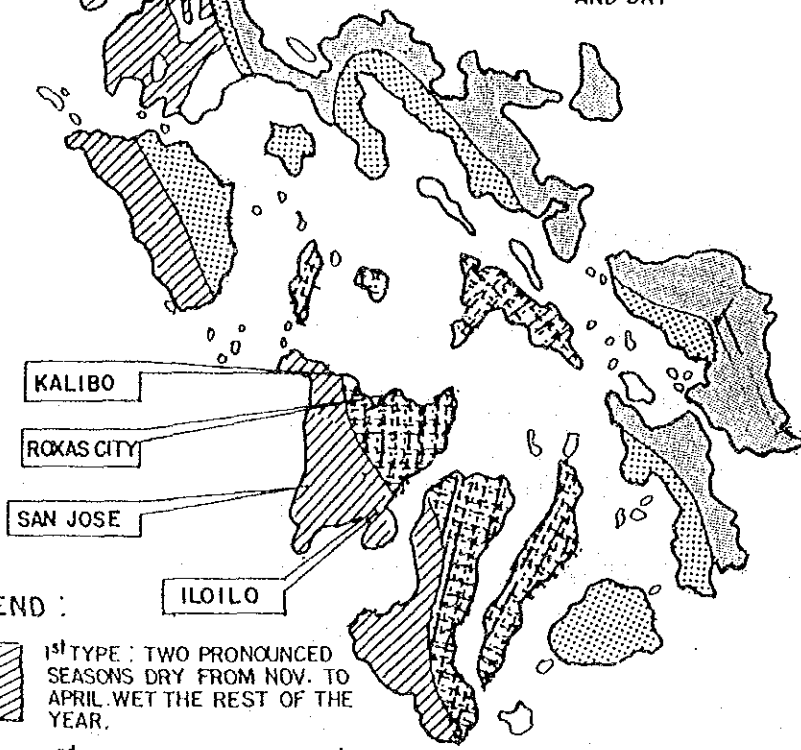 AND DRY
KALIBO
ROXAS CITY
SAN JOSE
ILOILO
END :
1st TYPE : TWO PRONOUNCED
SEASONS DRY FROM NOV. TO
APRIL.WET THE REST OF THE
YEAR.